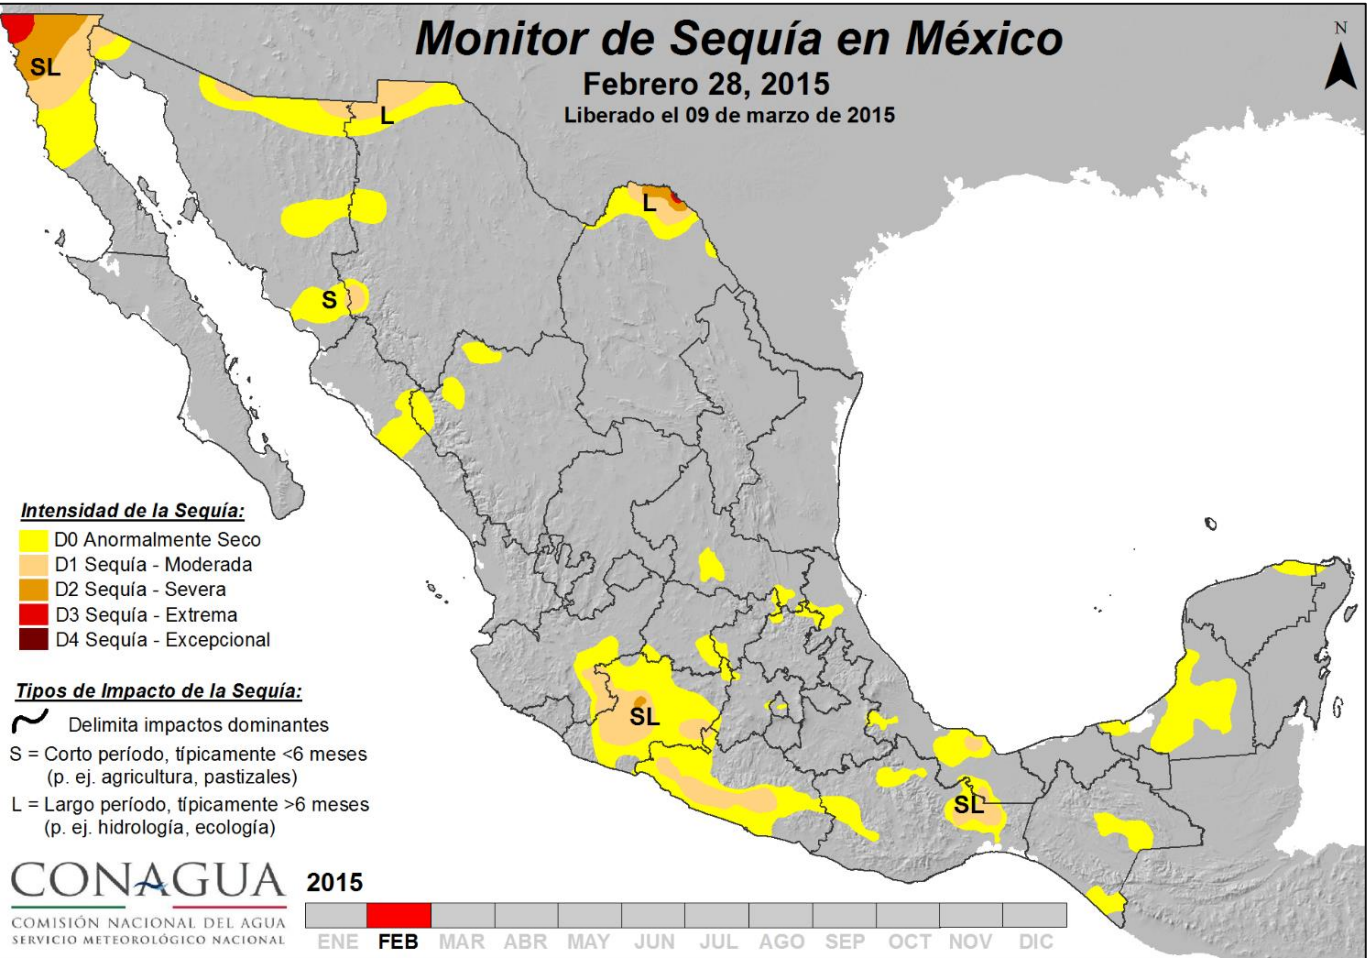 Monitor de Sequía en México
Febrero 28, 2015
Liberado el 09 de marzo de 2015
N
SL
L
L
S
SL
SL
Intensidad de la Sequía:
D0 Anormalmente Seco
D1 Sequía - Moderada
D2 Sequía - Severa
D3 Sequía - Extrema
D4 Sequía - Excepcional
Tipos de Impacto de la Sequía:
Delimita impactos dominantes
S = Corto período, típicamente <6 meses
(p. ej. agricultura, pastizales)
L = Largo período, típicamente >6 meses
(p. ej. hidrología, ecología)
CONAGUA
COMISIÓN NACIONAL DEL AGUA
SERVICIO METEOROLÓGICO NACIONAL
2015
ENE FEB MAR ABR MAY JUN JUL AGO SEP OCT NOV DIC